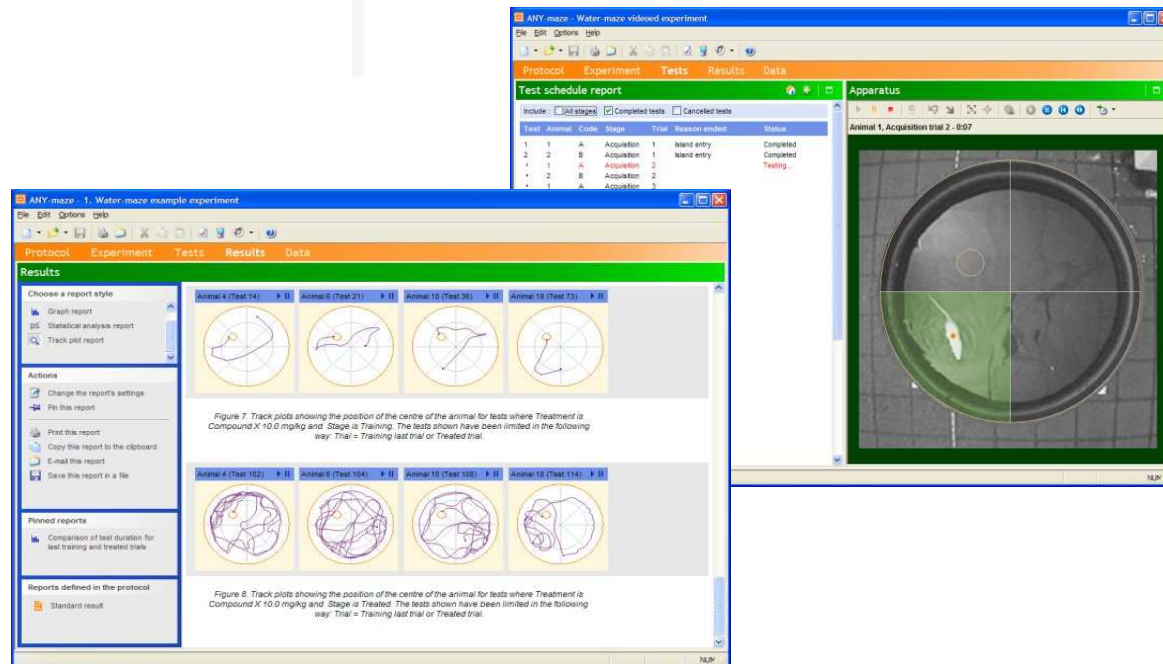 ANY-maze - Water-maze videoed experiment
File Edit Options Help
Protocol Experiment Tests Results Data
Test schedule report
Include : All stages Completed tests Cancelled tests
Test Animal Code Stage Trial Reason ended Status
1 1 A Acquisition 1 Island entry Completed
2 2 B Acquisition 1 Island entry Completed
• 1 A Acquisition 2 Testing...
• 2 B Acquisition 2
• 1 A Acquisition 3
Apparatus
Animal 1, Acquisition trial 2 - 0:07
NUM
ANY-maze - 1. Water-maze example experiment
File Edit Options Help
Protocol Experiment Tests Results Data
Results
Choose a report style
Graph report
Statistical analysis report
Track plot report
Actions
Change the report's settings
Pin this report
Print this report
Copy this report to the clipboard
E-mail this report
Save this report in a file
Pinned reports
Comparison of test duration for
last training and treated trials
Reports defined in the protocol
Standard result
Animal 4 (Test 14) Animal 6 (Test 21) Animal 10 (Test 36) Animal 18 (Test 73)
Figure 7. Track plots showing the position of the centre of the animal for tests where Treatment is
Compound X 10.0 mg/kg and Stage is Training. The tests shown have been limited in the following
way: Trial = Training last trial or Treated trial.
Animal 4 (Test 102) Animal 6 (Test 104) Animal 10 (Test 108) Animal 18 (Test 114)
Figure 8. Track plots showing the position of the centre of the animal for tests where Treatment is
Compound X 10.0 mg/kg and Stage is Treated. The tests shown have been limited in the following
way: Trial = Training last trial or Treated trial.
NUM